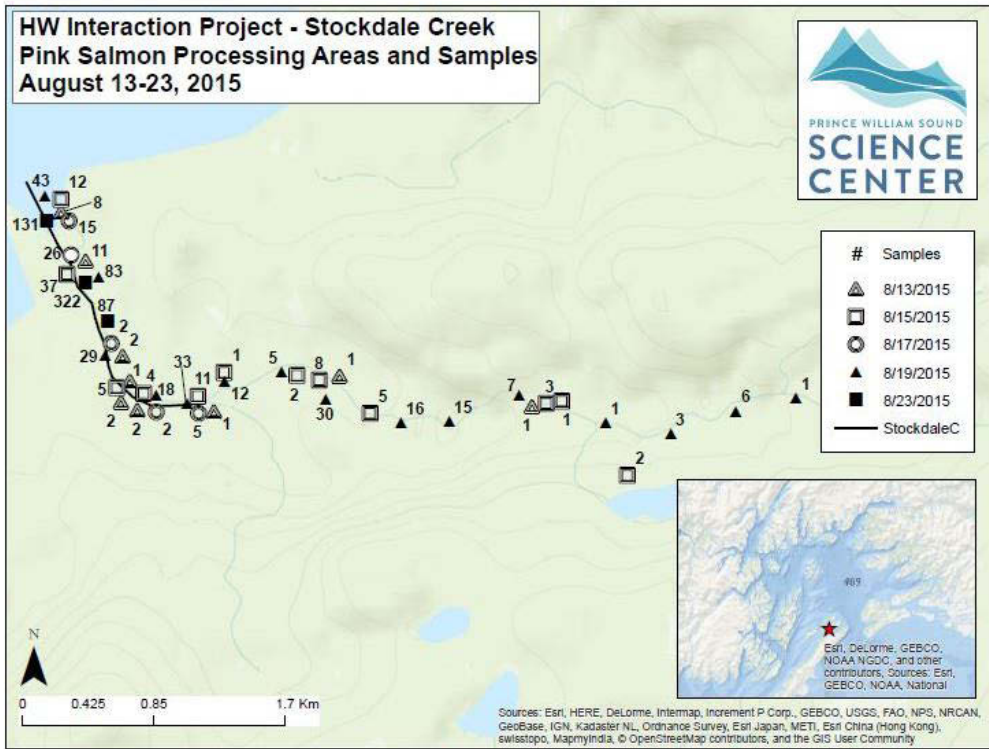 HW Interaction Project - Stockdale Creek
Pink Salmon Processing Areas and Samples
August 13-23, 2015
PRINCE WILLIAM SOUND
SCIENCE
CENTER
# Samples
8/13/2015
8/15/2015
8/17/2015
8/19/2015
8/23/2015
StockdaleC
43
12
8
131
15
26
11
83
37
322
87
2
2
29
1
5
4
18
33
11
1
12
2
2
2
5
1
5
2
8
1
30
5
16
15
7
3
1
1
1
3
6
1
2
469
Esri, DeLorme, GEBCO,
NOAA NGDC, and other
contributors, Sources: Esri,
GEBCO, NOAA, National
N
0 0.425 0.85 1.7 Km
Sources: Esri, HERE, DeLorme, Intermap, increment P Corp., GEBCO, USGS, FAO, NPS, NRCAN,
GeoBase, IGN, Kadaster NL, Ordnance Survey, Esri Japan, METI, Esri China (Hong Kong),
swisstopo, MapmyIndia, © OpenStreetMap contributors, and the GIS User Community